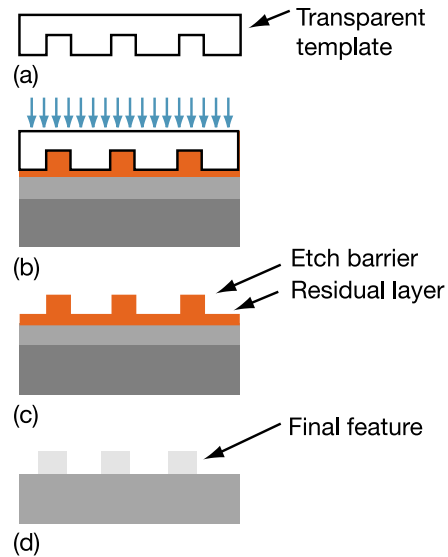 Transparent
template
(a)
(b)
Etch barrier
Residual layer
(c)
Final feature
(d)